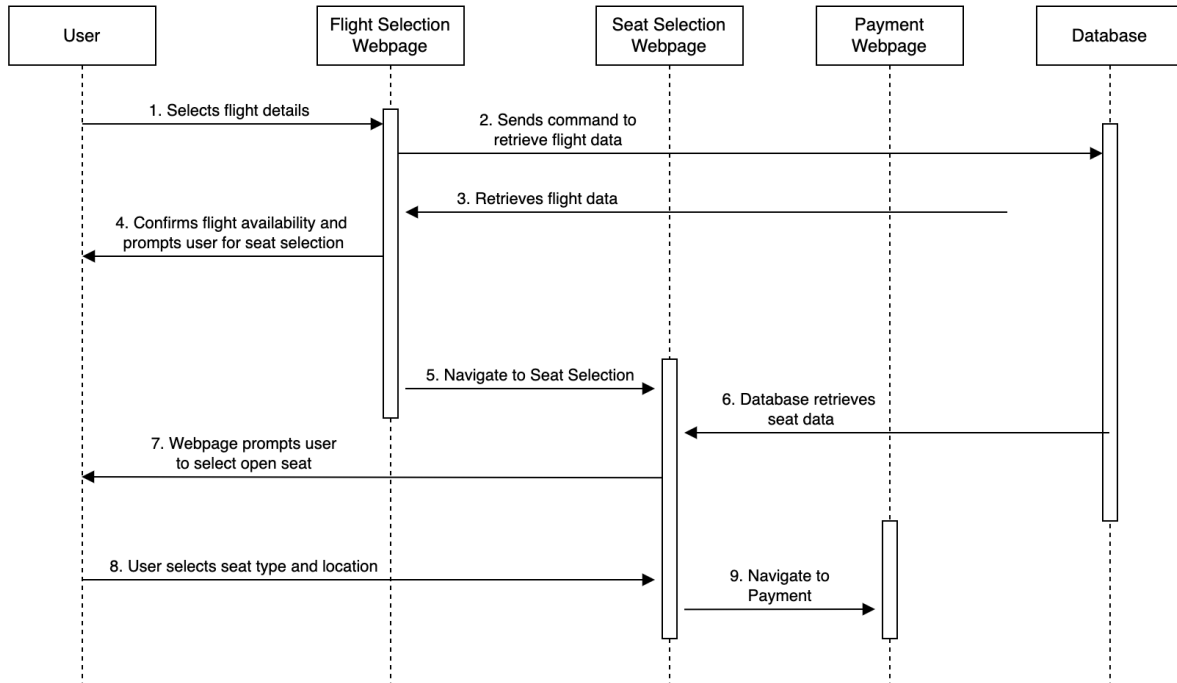 User
Flight Selection
Webpage
Seat Selection
Webpage
Payment
Webpage
Database
1. Selects flight details
2. Sends command to
retrieve flight data
3. Retrieves flight data
4. Confirms flight availability and
prompts user for seat selection
5. Navigate to Seat Selection
6. Database retrieves
seat data
7. Webpage prompts user
to select open seat
8. User selects seat type and location
9. Navigate to
Payment